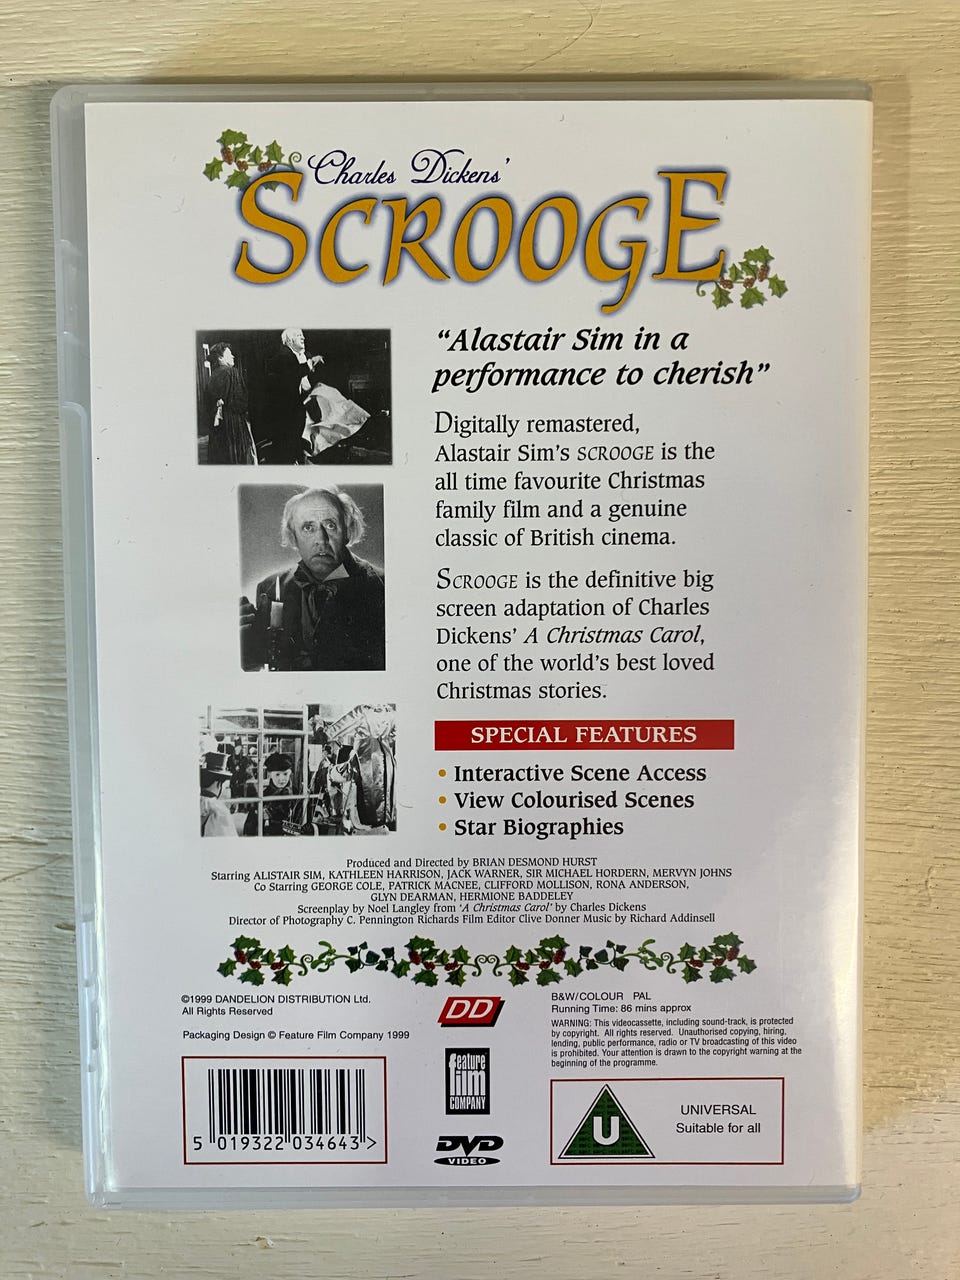 Charles Dickens'
SCROOGE
“Alastair Sim in a
performance to cherish”
Digitally remastered,
Alastair Sim's SCROOGE is the
all time favourite Christmas
family film and a genuine
classic of British cinema.
SCROOGE is the definitive big
screen adaptation of Charles
Dickens' A Christmas Carol,
one of the world's best loved
Christmas stories.
SPECIAL FEATURES
• Interactive Scene Access
• View Colourised Scenes
• Star Biographies
Produced and Directed by BRIAN DESMOND HURST
Starring ALISTAIR SIM, KATHLEEN HARRISON, JACK WARNER, SIR MICHAEL HORDERN, MERVYN JOHNS
Co Starring GEORGE COLE, PATRICK MACNEE, CLIFFORD MOLLISON, RONA ANDERSON,
GLYN DEARMAN, HERMIONE BADDELEY
Screenplay by Noel Langley from 'A Christmas Carol' by Charles Dickens
Director of Photography C. Pennington Richards Film Editor Clive Donner Music by Richard Addinsell
©1999 DANDELION DISTRIBUTION Ltd.
All Rights Reserved
Packaging Design © Feature Film Company 1999
5 019322 034643 >
DD
feature
film
COMPANY
DVD
VIDEO
B&W/COLOUR PAL
Running Time: 86 mins approx
WARNING: This videocassette, including sound-track, is protected
by copyright. All rights reserved. Unauthorised copying, hiring,
lending, public performance, radio or TV broadcasting of this video
is prohibited. Your attention is drawn to the copyright warning at the
beginning of the programme.
U
UNIVERSAL
Suitable for all